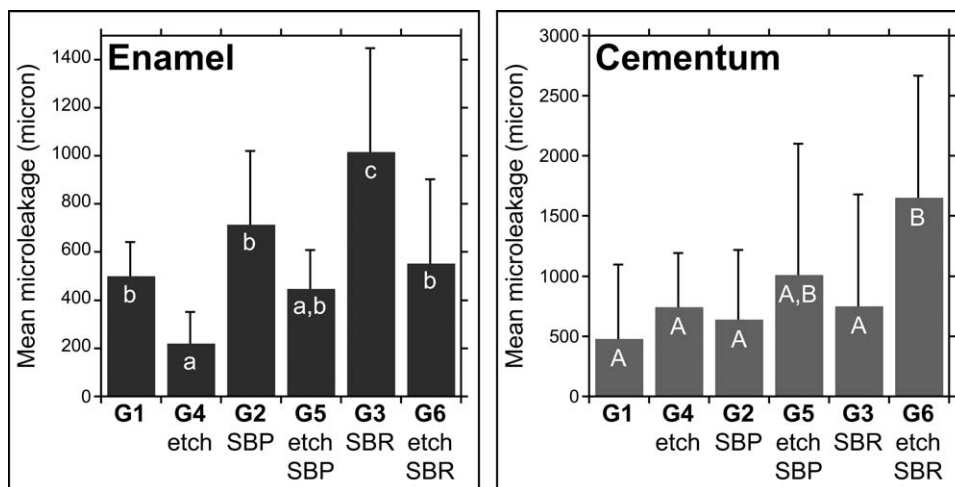 Enamel
Mean microleakage (micron)
1400
1200
1000
800
600
400
200
0
b
a
b
a,b
c
b
G1 G4 G2 G5 G3 G6
etch SBP etch SBR etch
SBP SBR
Cementum
Mean microleakage (micron)
3000
2500
2000
1500
1000
500
0
A
A
A
A,B
A
B
G1 G4 G2 G5 G3 G6
etch SBP etch SBR etch
SBP SBR